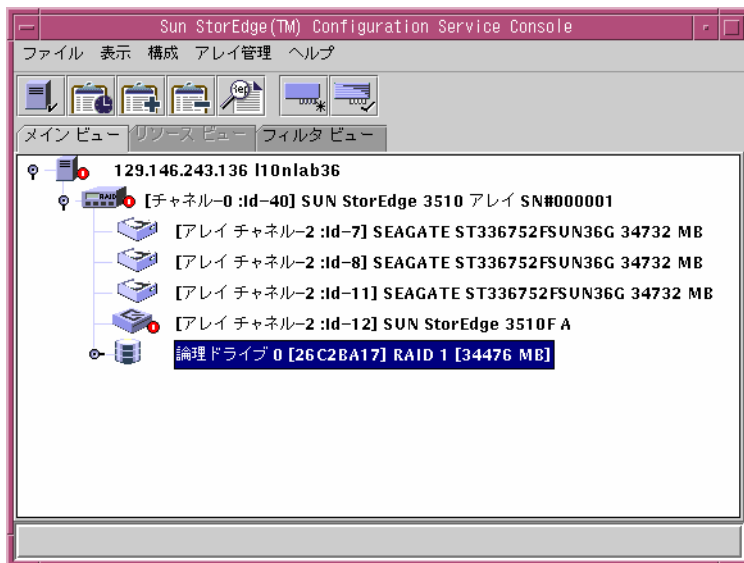 Sun StorEdge(TM) Configuration Service Console
ファイル 表示 構成 アレイ管理 ヘルプ
メイン ビュー リソース ビュー フィルタ ビュー
129.146.243.136 l10nlab36
[チャネル-0 :Id-40] SUN StorEdge 3510 アレイ SN#000001
[アレイ チャネル-2 :Id-7] SEAGATE ST336752FSUN36G 34732 MB
[アレイ チャネル-2 :Id-8] SEAGATE ST336752FSUN36G 34732 MB
[アレイ チャネル-2 :Id-11] SEAGATE ST336752FSUN36G 34732 MB
[アレイ チャネル-2 :Id-12] SUN StorEdge 3510F A
論理ドライブ 0 [26C2BA17] RAID 1 [34476 MB]